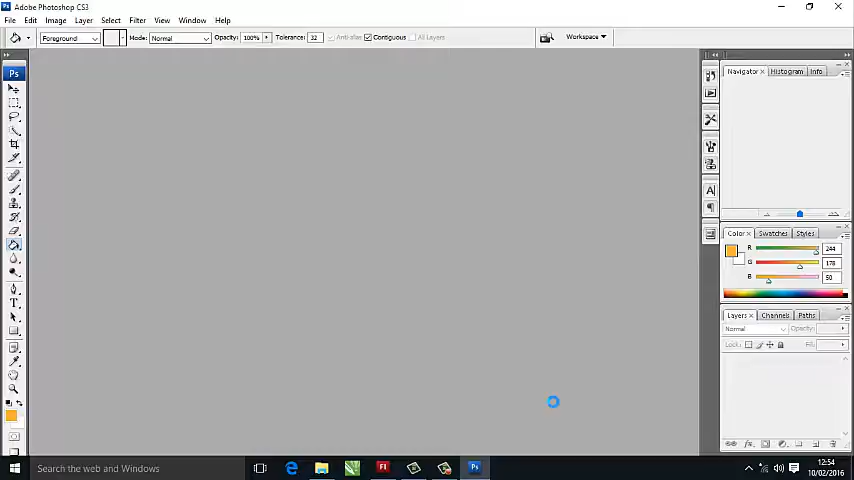 Adobe Photoshop CS3
File Edit Image Layer Select Filter View Window Help
Foreground Mode: Normal Opacity: 100% Tolerance: 32 Anti-alias Contiguous All Layers Workspace
Ps
Navigator Histogram Info
Color Swatches Styles
R 244
G 178
B 50
Layers Channels Paths
Normal Opacity:
Lock: Fill:
Search the web and Windows
12:54
10/02/2016